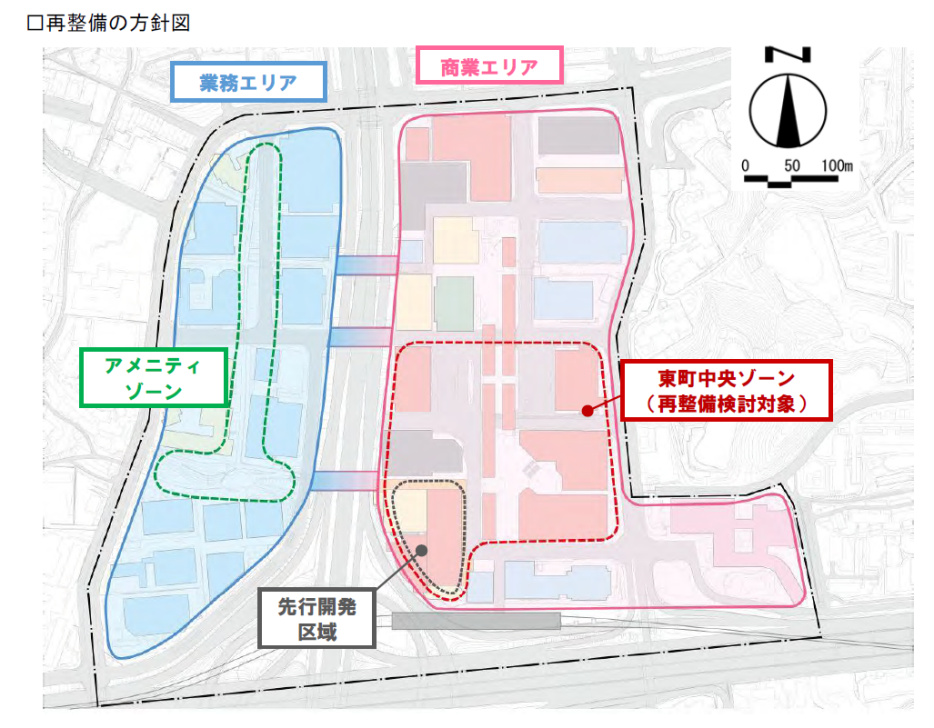 □再整備の方針図
業務エリア
商業エリア
N
0 50 100m
アメニティ
ゾーン
東町中央ゾーン
(再整備検討対象)
先行開発
区域